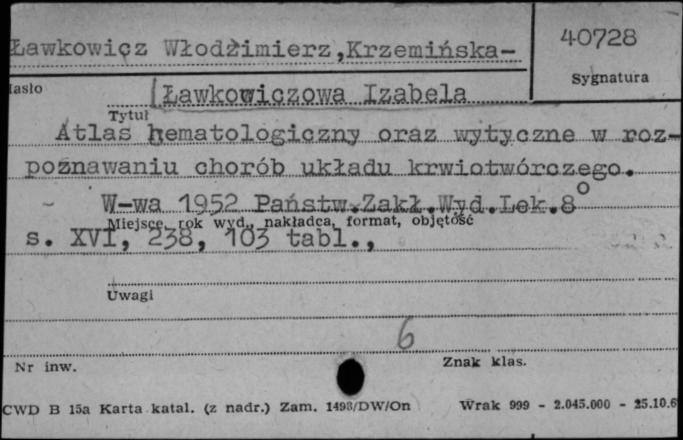 Ławkowicz Włodzimierz,Krzemińska-
40728
Sygnatura
Hasło
Ławkowiczowa Izabela
Tytuł
Atlas hematologiczny oraz wytyczne w roz-
poznawaniu chorób układu krwiotwórczego.
W-wa 1952 Państw.Zakł.Wyd.Lek.8°
Miejsce, rok wyd., nakładca, format, objętość
s. XVI, 238, 103 tabl.,
Uwagi
6
Nr inw.
Znak klas.
CWD B 15a Karta katal. (z nadr.) Zam. 1498/DW/On Wrak 999 - 2.045.000 - 25.10.6